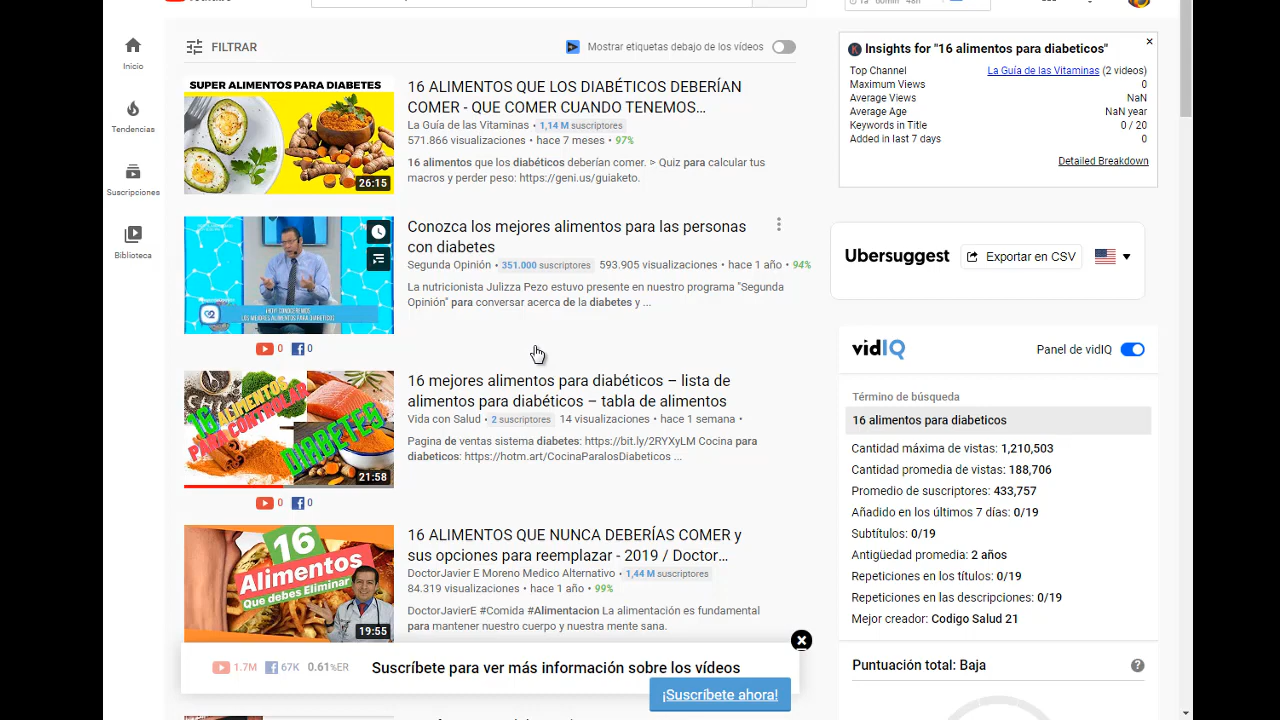 Inicio
Tendencias
Suscripciones
Biblioteca
FILTRAR
Mostrar etiquetas debajo de los vídeos
SUPER ALIMENTOS PARA DIABETES
26:15
16 ALIMENTOS QUE LOS DIABÉTICOS DEBERÍAN
COMER - QUE COMER CUANDO TENEMOS...
La Guía de las Vitaminas • 1,14 M suscriptores
571.866 visualizaciones • hace 7 meses • 97%
16 alimentos que los diabéticos deberían comer. > Quiz para calcular tus
macros y perder peso: https://geni.us/guiaketo.
¡HOY! CONOCEREMOS
LOS MEJORES ALIMENTOS PARA DIABÉTICOS
Conozca los mejores alimentos para las personas
con diabetes
Segunda Opinión • 351.000 suscriptores 593.905 visualizaciones • hace 1 año • 94%
La nutricionista Julizza Pezo estuvo presente en nuestro programa "Segunda
Opinión" para conversar acerca de la diabetes y ...
0 0
16 ALIMENTOS
PARA CONTROLAR
DIABETES
21:58
16 mejores alimentos para diabéticos – lista de
alimentos para diabéticos – tabla de alimentos
Vida con Salud • 2 suscriptores 14 visualizaciones • hace 1 semana •
Pagina de ventas sistema diabetes: https://bit.ly/2RYXyLM Cocina para
diabeticos: https://hotm.art/CocinaParalosDiabeticos ...
0 0
16
Alimentos
Que debes Eliminar
19:55
16 ALIMENTOS QUE NUNCA DEBERÍAS COMER y
sus opciones para reemplazar - 2019 / Doctor...
DoctorJavier E Moreno Medico Alternativo • 1,44 M suscriptores
84.319 visualizaciones • hace 1 año • 99%
DoctorJavierE #Comida #Alimentacion La alimentación es fundamental
para mantener nuestro cuerpo y nuestra mente sana.
1.7M 67K 0.61%ER
Suscríbete para ver más información sobre los vídeos
¡Suscríbete ahora!
Insights for "16 alimentos para diabeticos"
Top Channel La Guía de las Vitaminas (2 videos)
Maximum Views 0
Average Views NaN
Average Age NaN year
Keywords in Title 0 / 20
Added in last 7 days 0
Detailed Breakdown
Ubersuggest
Exportar en CSV
vidIQ
Panel de vidIQ
Término de búsqueda
16 alimentos para diabeticos
Cantidad máxima de vistas: 1,210,503
Cantidad promedia de vistas: 188,706
Promedio de suscriptores: 433,757
Añadido en los últimos 7 días: 0/19
Subtítulos: 0/19
Antigüedad promedia: 2 años
Repeticiones en los títulos: 0/19
Repeticiones en las descripciones: 0/19
Mejor creador: Codigo Salud 21
Puntuación total: Baja